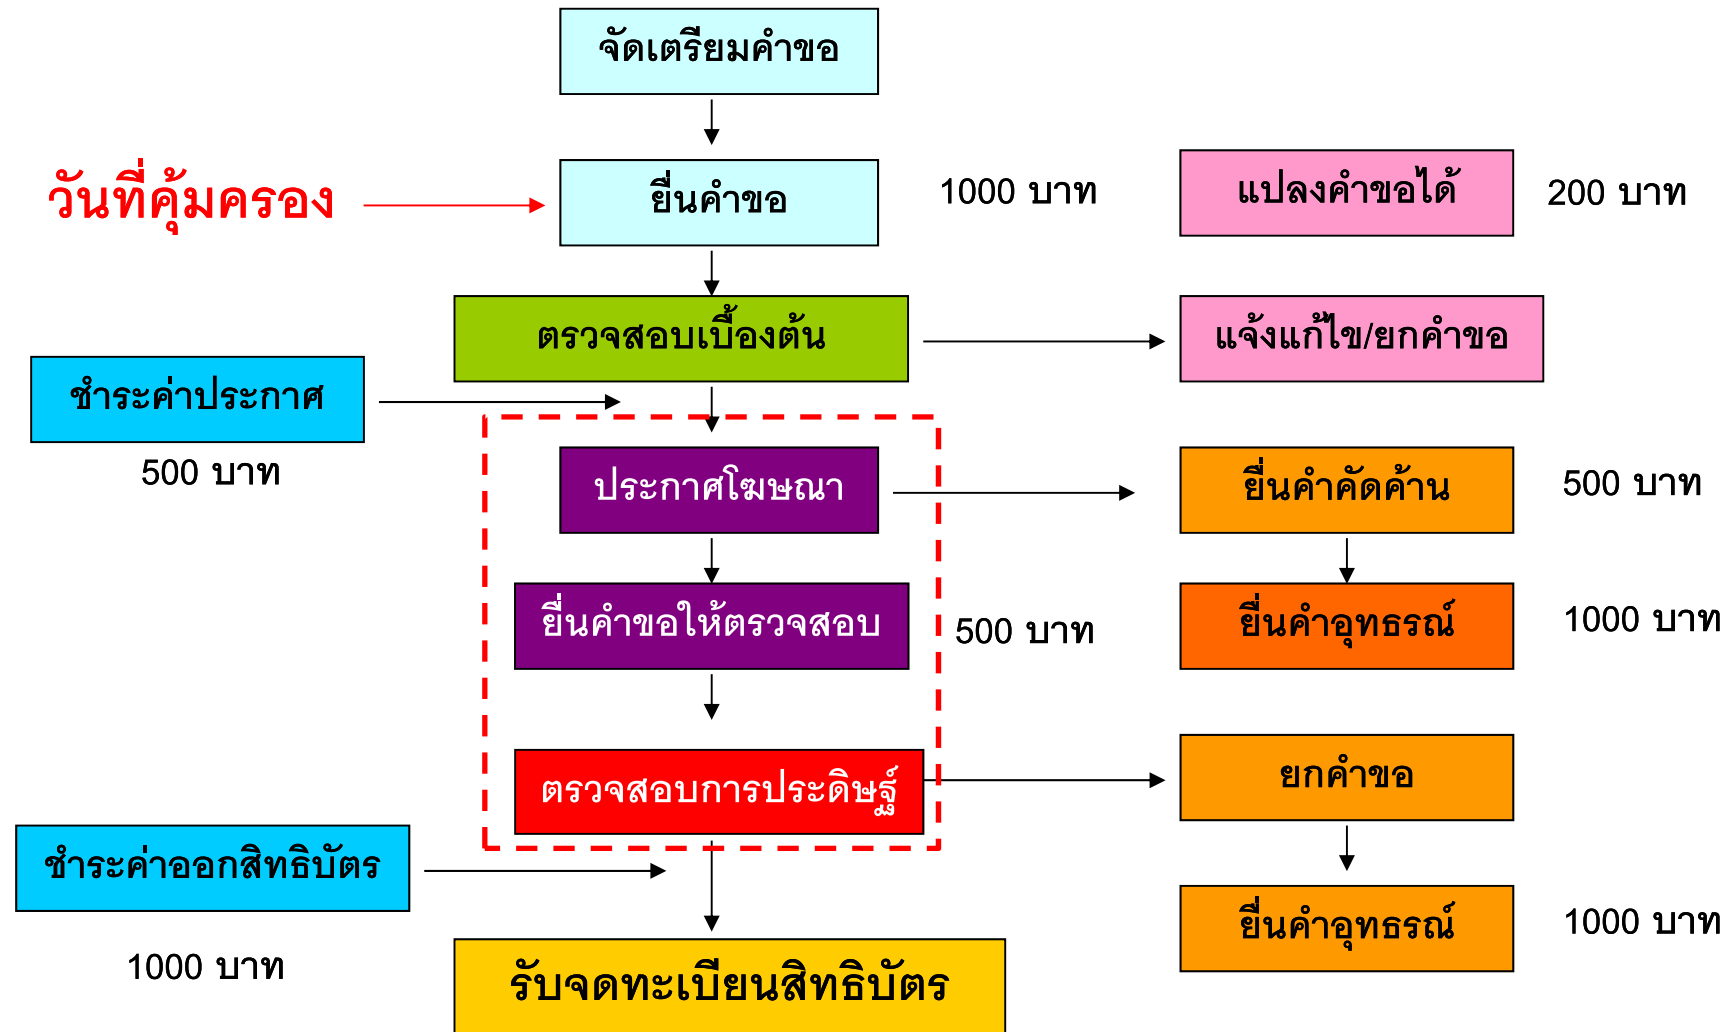 จัดเตรียมคำขอ
วันที่คุ้มครอง
ยื่นคำขอ
1000 บาท
แปลงคำขอได้
200 บาท
ตรวจสอบเบื้องต้น
แจ้งแก้ไข/ยกคำขอ
ชำระค่าประกาศ
500 บาท
ประกาศโฆษณา
ยื่นคำคัดค้าน
500 บาท
ยื่นคำขอให้ตรวจสอบ
500 บาท
ยื่นคำอุทธรณ์
1000 บาท
ตรวจสอบการประดิษฐ์
ยกคำขอ
ชำระค่าออกสิทธิบัตร
1000 บาท
ยื่นคำอุทธรณ์
1000 บาท
รับจดทะเบียนสิทธิบัตร